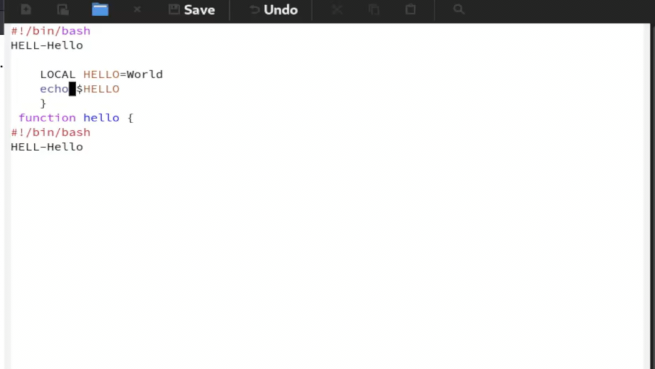 Save Undo
#!/bin/bash
HELL-Hello
LOCAL HELLO=World
echo $HELLO
}
function hello {
#!/bin/bash
HELL-Hello